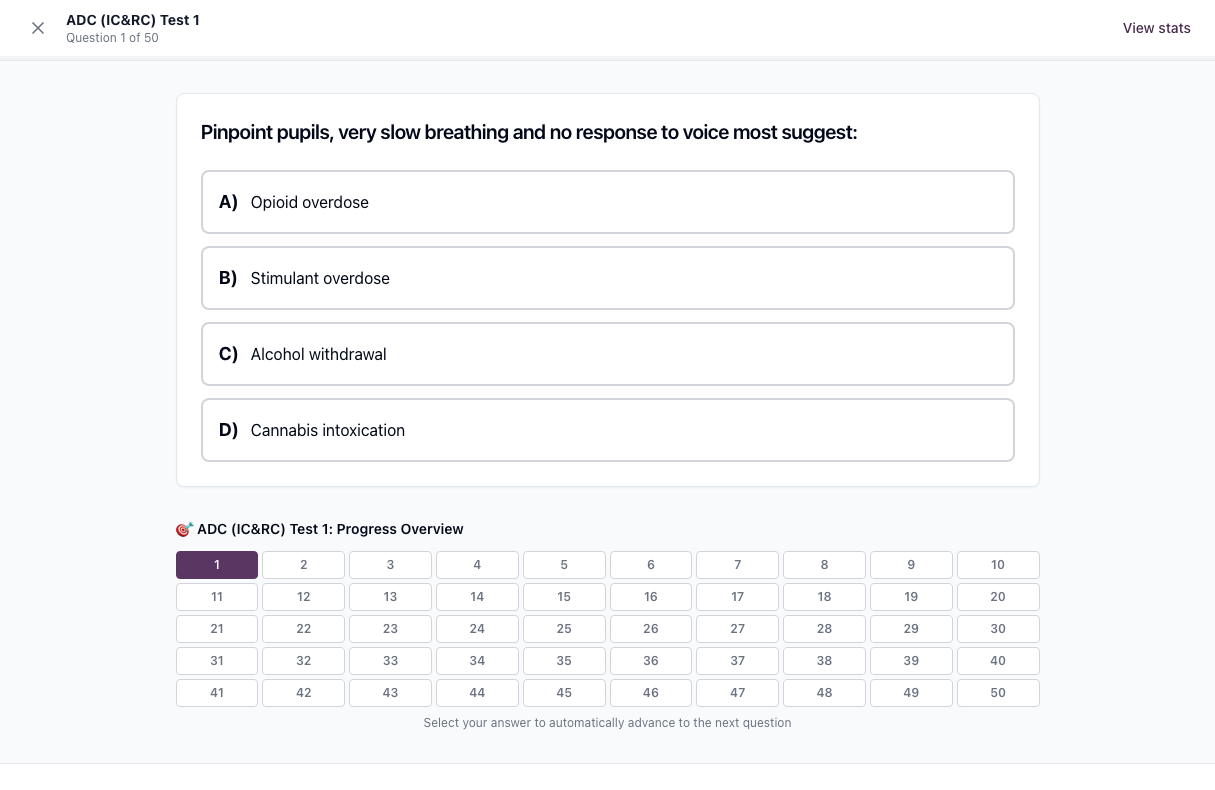 ADC (IC&RC) Test 1
Question 1 of 50
View stats
Pinpoint pupils, very slow breathing and no response to voice most suggest:
A) Opioid overdose
B) Stimulant overdose
C) Alcohol withdrawal
D) Cannabis intoxication
ADC (IC&RC) Test 1: Progress Overview
1 2 3 4 5 6 7 8 9 10
11 12 13 14 15 16 17 18 19 20
21 22 23 24 25 26 27 28 29 30
31 32 33 34 35 36 37 38 39 40
41 42 43 44 45 46 47 48 49 50
Select your answer to automatically advance to the next question